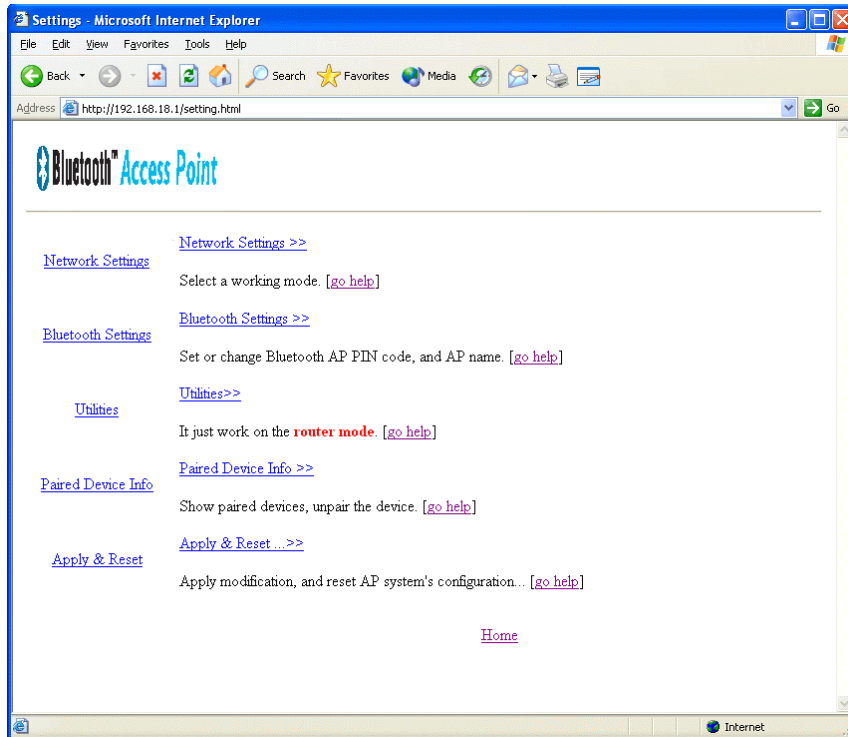 Settings - Microsoft Internet Explorer
File Edit View Favorites Tools Help
Back Search Favorites Media
Address http://192.168.18.1/setting.html Go
Bluetooth™ Access Point
Network Settings
Network Settings >>
Select a working mode. [go help]
Bluetooth Settings
Bluetooth Settings >>
Set or change Bluetooth AP PIN code, and AP name. [go help]
Utilities
Utilities>>
It just work on the router mode. [go help]
Paired Device Info
Paired Device Info >>
Show paired devices, unpair the device. [go help]
Apply & Reset
Apply & Reset ...>>
Apply modification, and reset AP system's configuration... [go help]
Home
Internet